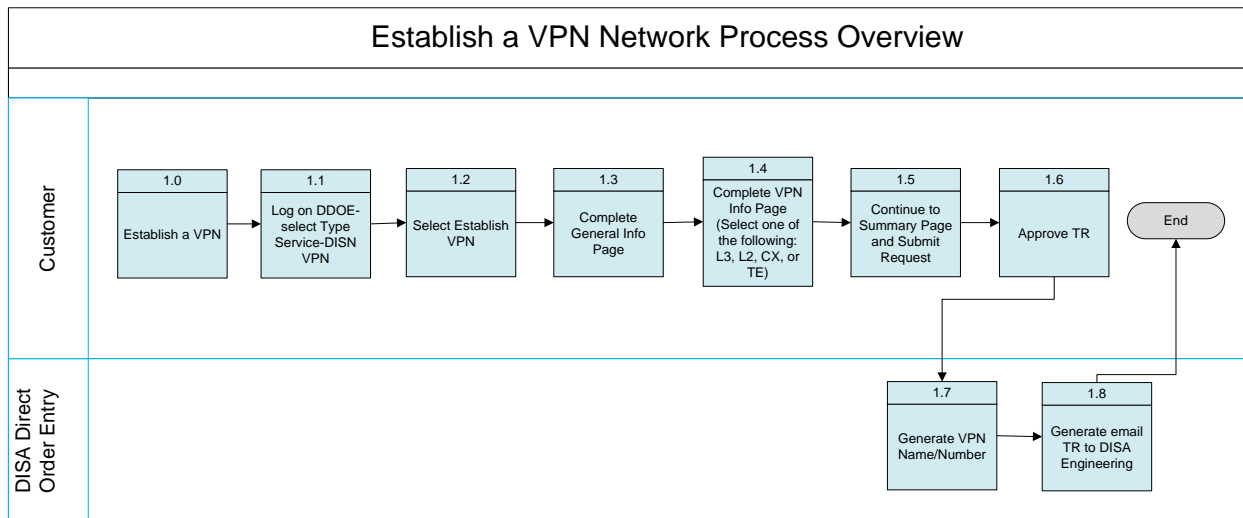 Establish a VPN Network Process Overview
Customer
1.0
Establish a VPN
1.1
Log on DDOE-
select Type
Service-DISN
VPN
1.2
Select Establish
VPN
1.3
Complete
General Info
Page
1.4
Complete VPN
Info Page
(Select one of
the following:
L3, L2, CX, or
TE)
1.5
Continue to
Summary Page
and Submit
Request
1.6
Approve TR
End
DISA Direct
Order Entry
1.7
Generate VPN
Name/Number
1.8
Generate email
TR to DISA
Engineering